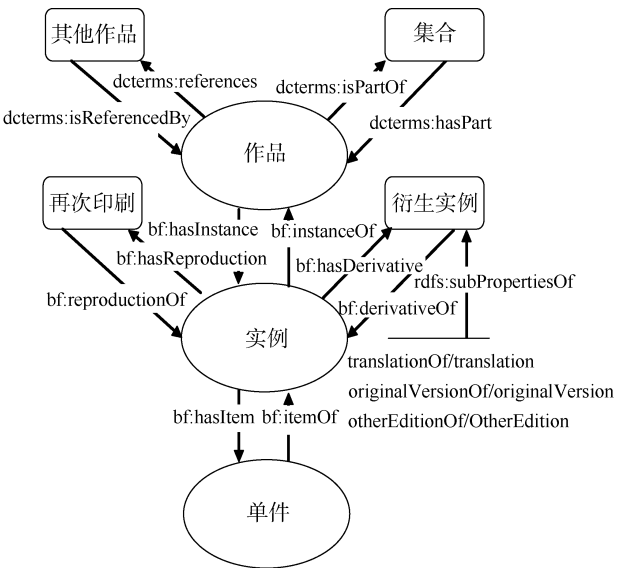 其他作品
集合
dcterms:references
dcterms:isPartOf
dcterms:isReferencedBy
dcterms:hasPart
作品
再次印刷
衍生实例
bf:hasInstance
bf:instanceOf
bf:hasReproduction
bf:hasDerivative
rdfs:subPropertiesOf
bf:reproductionOf
bf:derivativeOf
实例
translationOf/translation
originalVersionOf/originalVersion
otherEditionOf/OtherEdition
bf:hasItem
bf:itemOf
单件